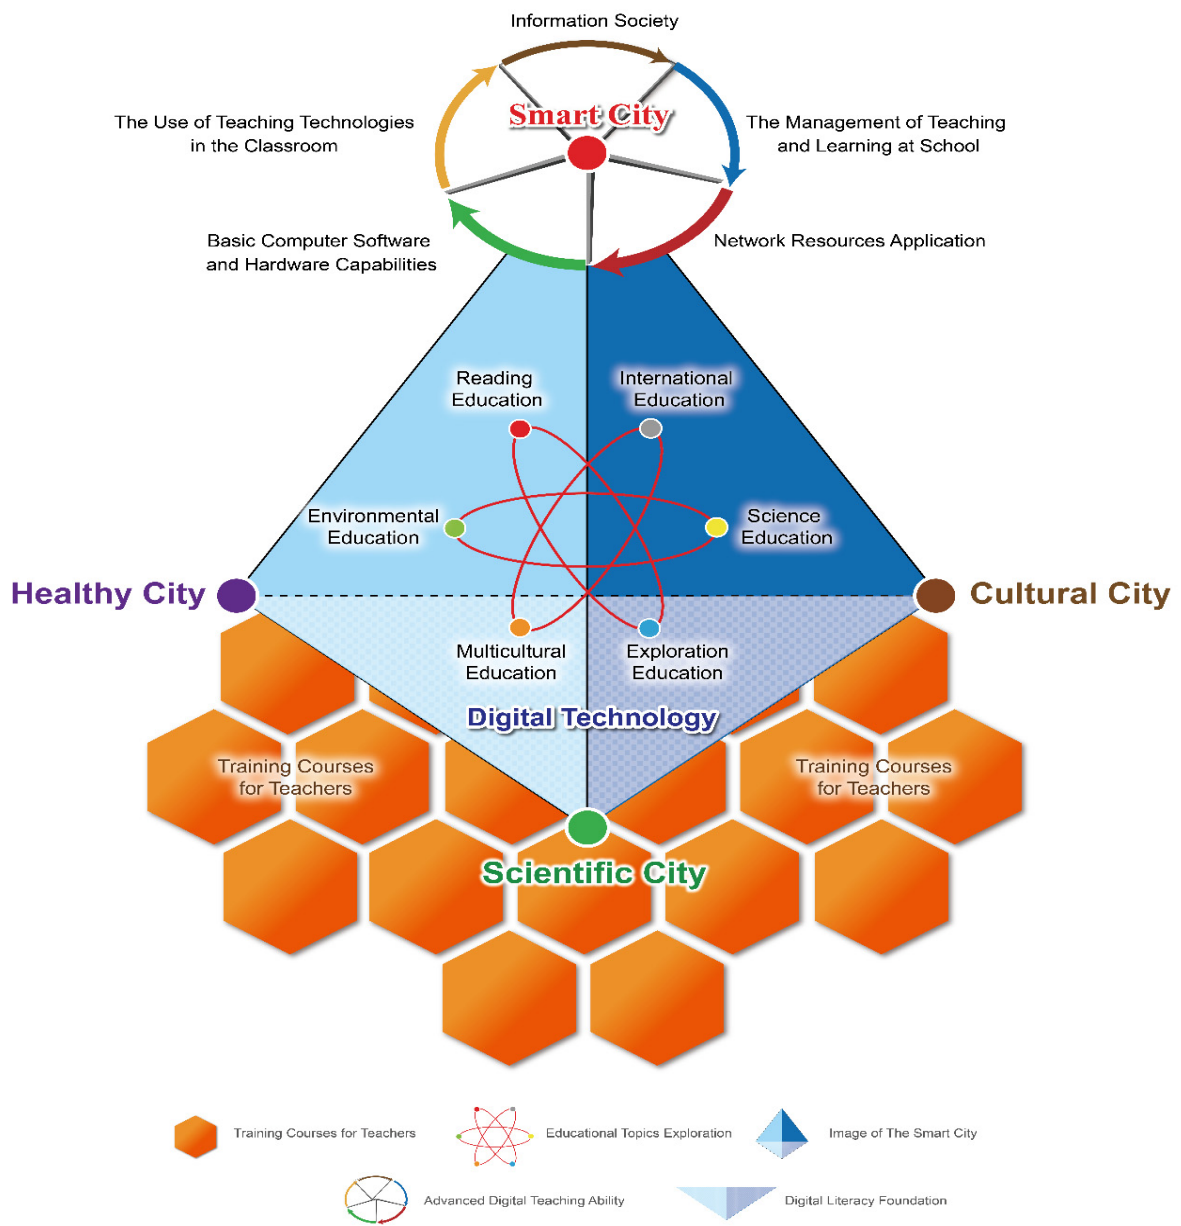 Information Society
Smart City
The Use of Teaching Technologies
in the Classroom
The Management of Teaching
and Learning at School
Basic Computer Software
and Hardware Capabilities
Network Resources Application
Reading
Education
International
Education
Environmental
Education
Science
Education
Healthy City
Cultural City
Multicultural
Education
Exploration
Education
Digital Technology
Training Courses
for Teachers
Training Courses
for Teachers
Scientific City
Training Courses for Teachers
Educational Topics Exploration
Image of The Smart City
Advanced Digital Teaching Ability
Digital Literacy Foundation